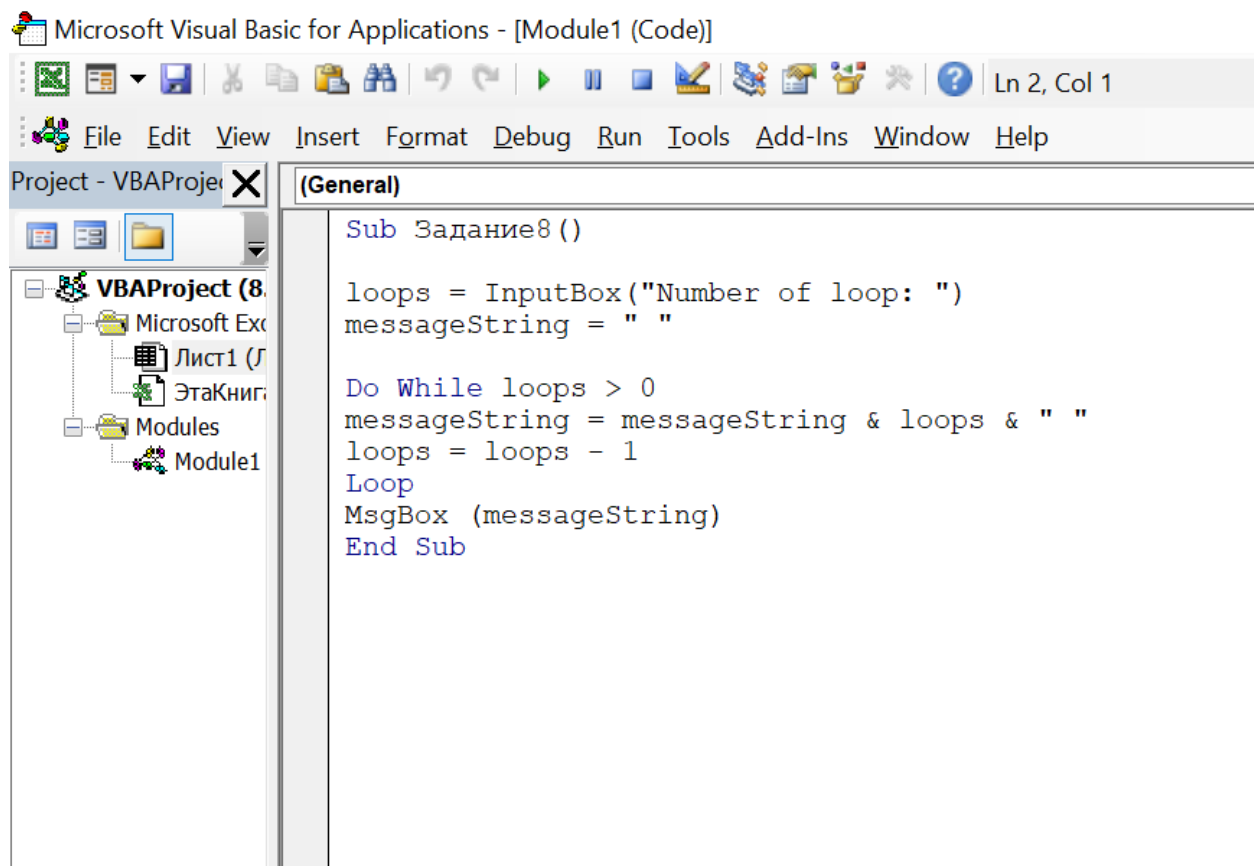 Microsoft Visual Basic for Applications - [Module1 (Code)]
Ln 2, Col 1
File Edit View Insert Format Debug Run Tools Add-Ins Window Help
Project - VBAProje
(General)
Sub Задание8()
VBAProject (8.
loops = InputBox("Number of loop: ")
Microsoft Exc
messageString = " "
Лист1 (Л
Do While loops > 0
ЭтаКнига
messageString = messageString & loops & " "
Modules
loops = loops - 1
Module1
Loop
MsgBox (messageString)
End Sub